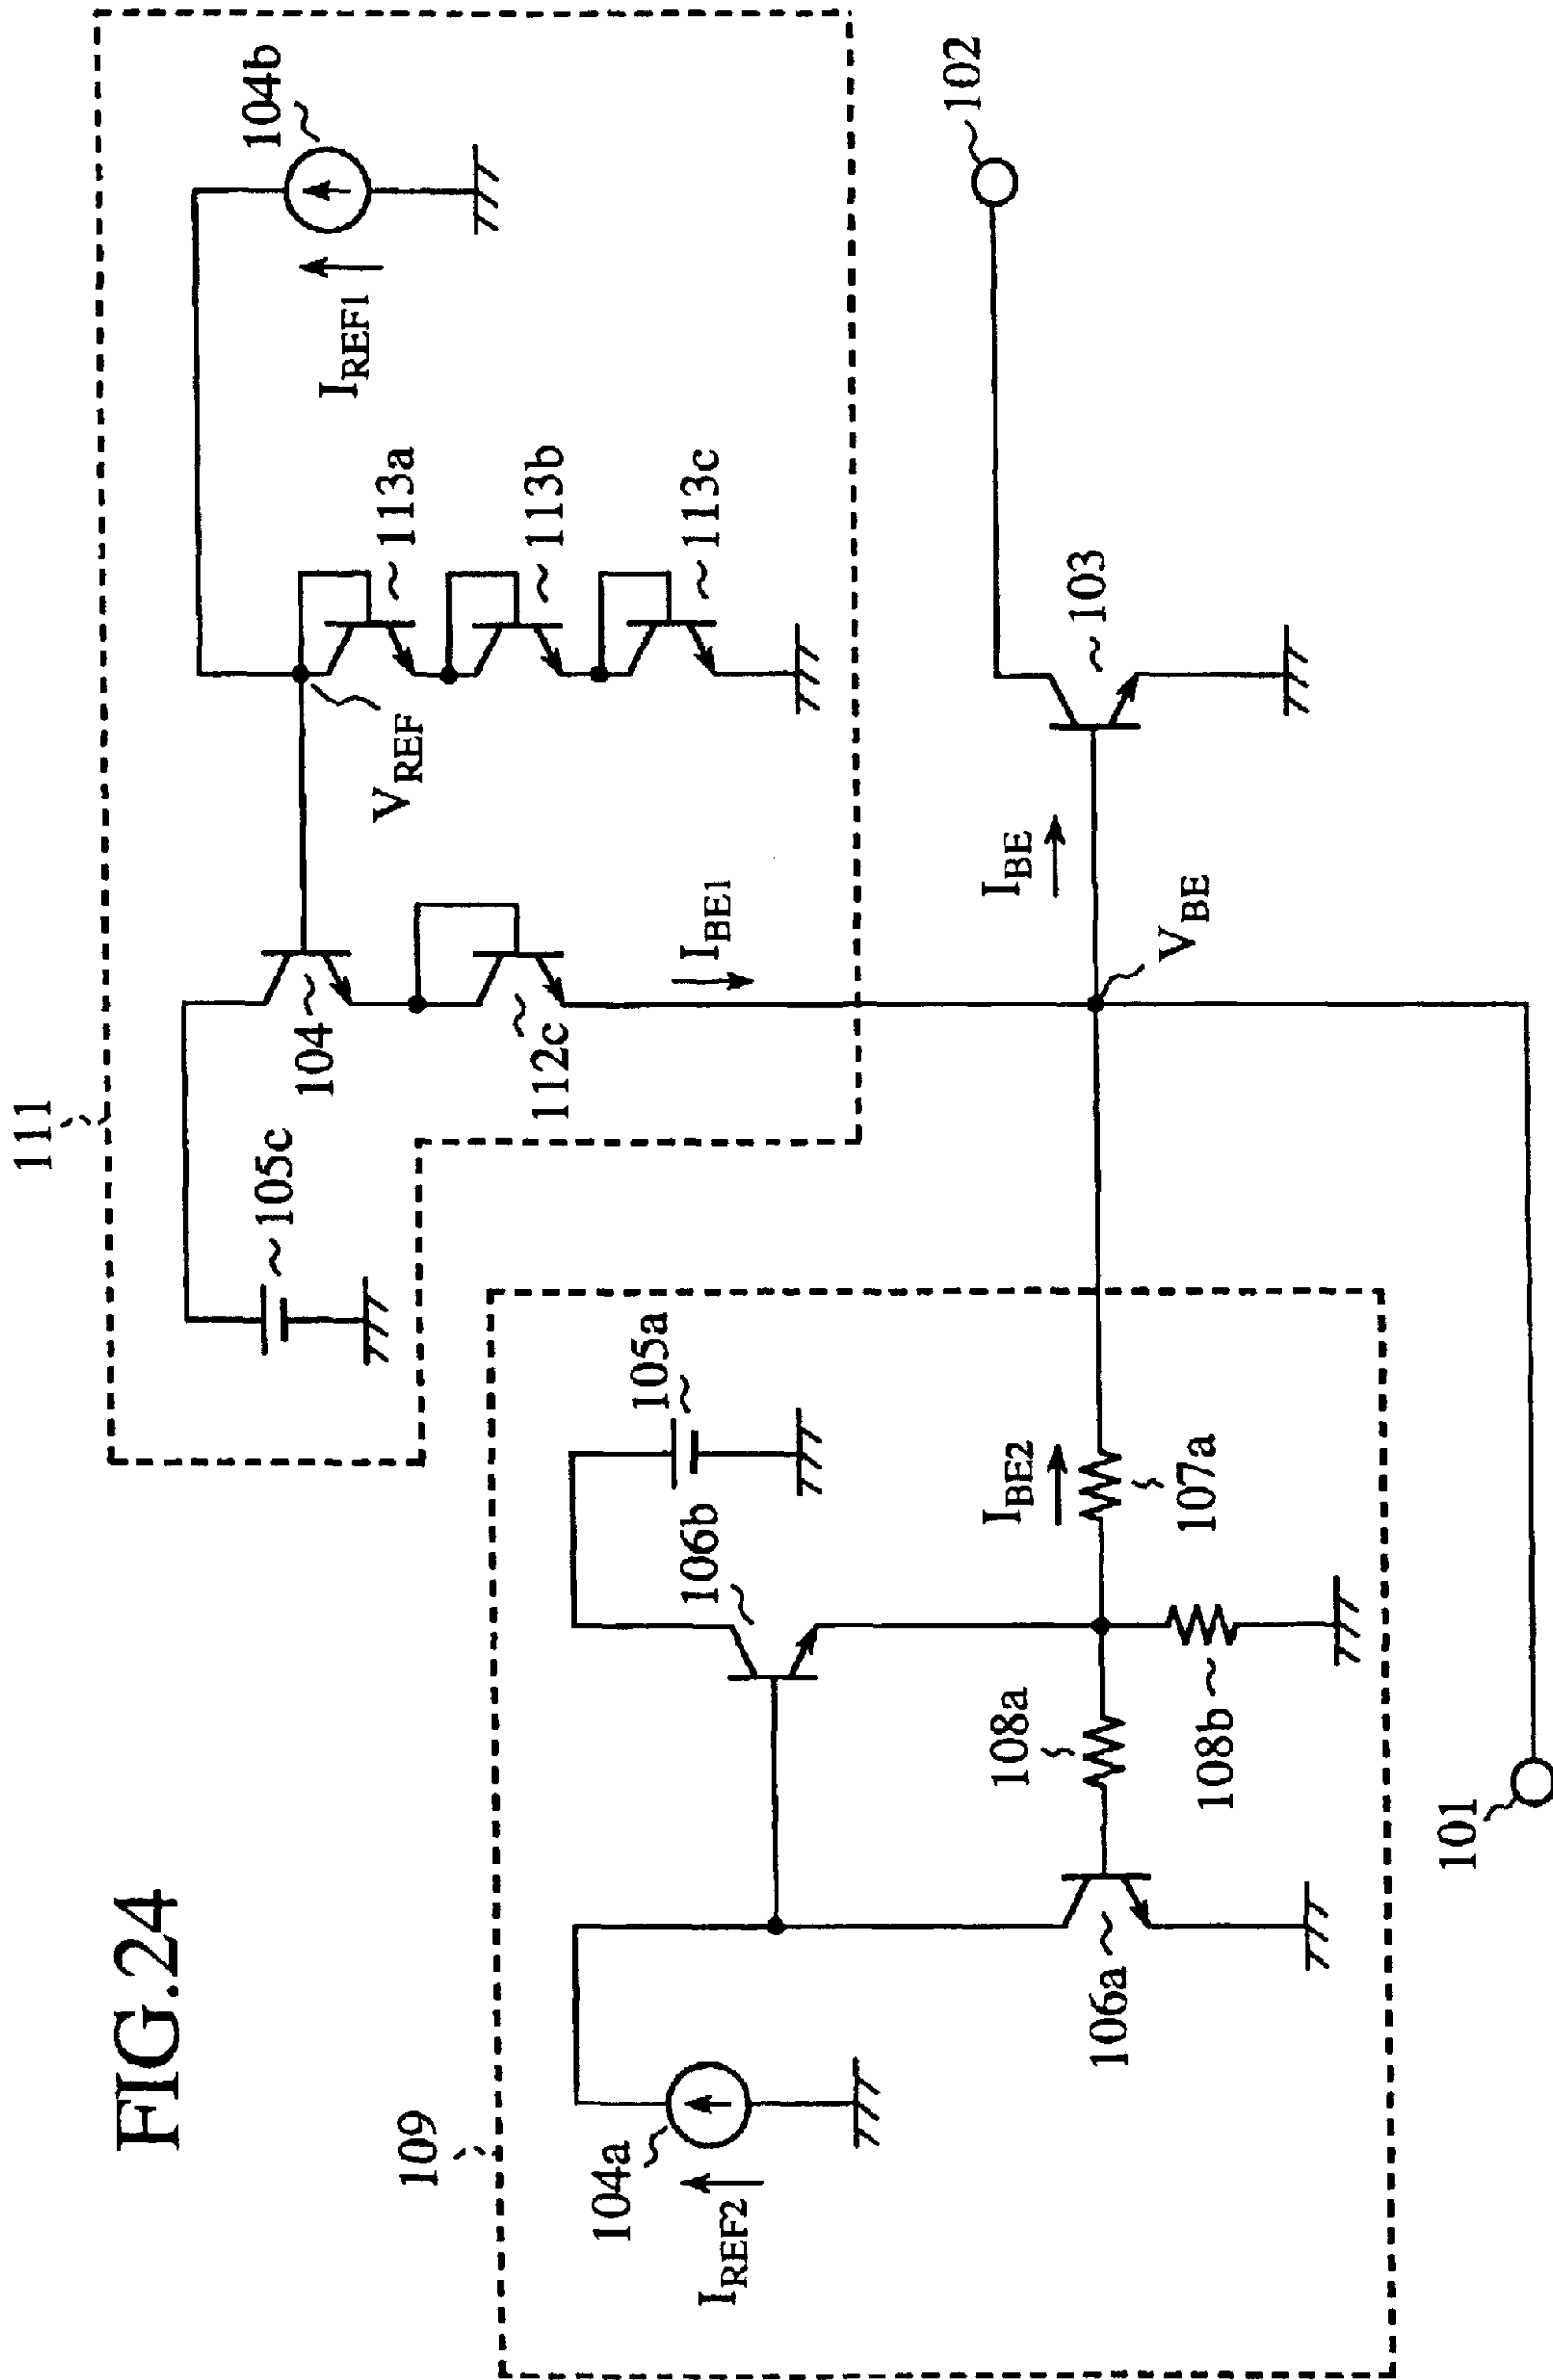 FIG.24
111
105c
104
112c
I_BE1
V_REF
113a
113b
113c
I_REF1
104b
109
104a
I_REF2
106a
106b
105a
108a
108b
I_BE2
107a
V_BE
I_BE
103
102
101